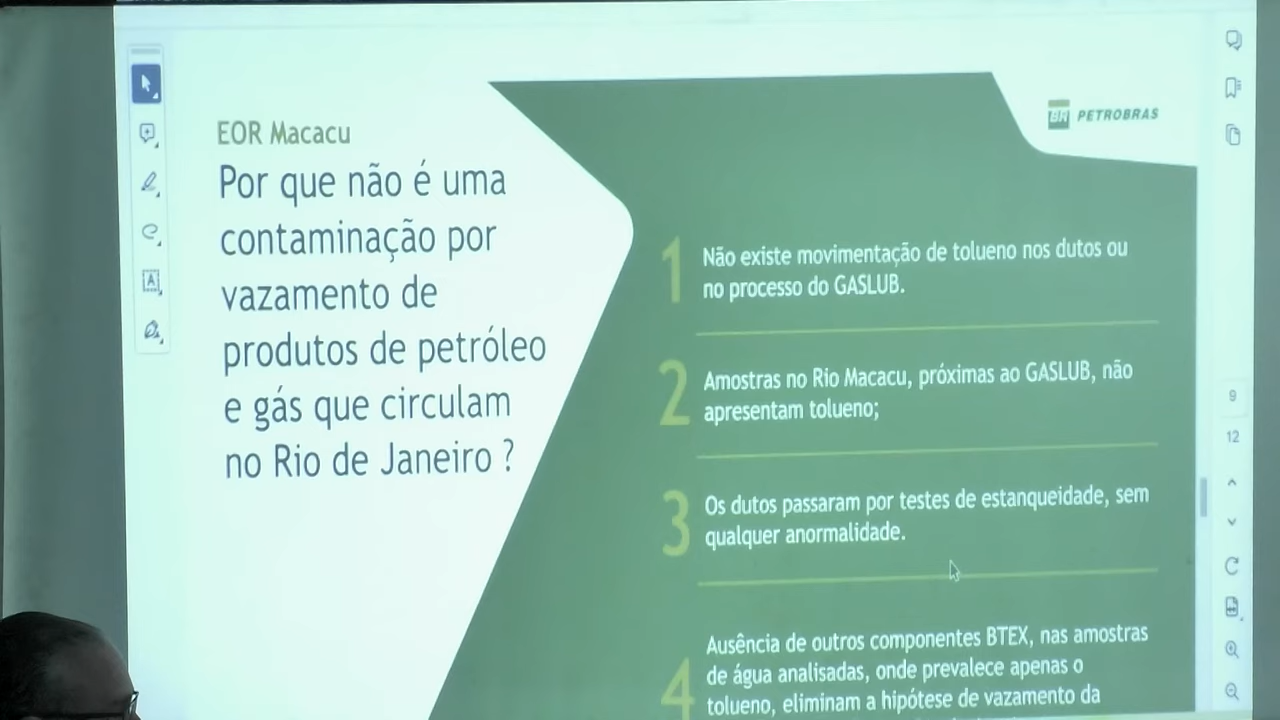 EOR Macacu
Por que não é uma
contaminação por
vazamento de
produtos de petróleo
e gás que circulam
no Rio de Janeiro ?
BR PETROBRAS
1 Não existe movimentação de tolueno nos dutos ou
no processo do GASLUB.
2 Amostras no Rio Macacu, próximas ao GASLUB, não
apresentam tolueno;
3 Os dutos passaram por testes de estanqueidade, sem
qualquer anormalidade.
4 Ausência de outros componentes BTEX, nas amostras
de água analisadas, onde prevalece apenas o
tolueno, eliminam a hipótese de vazamento da
9
12